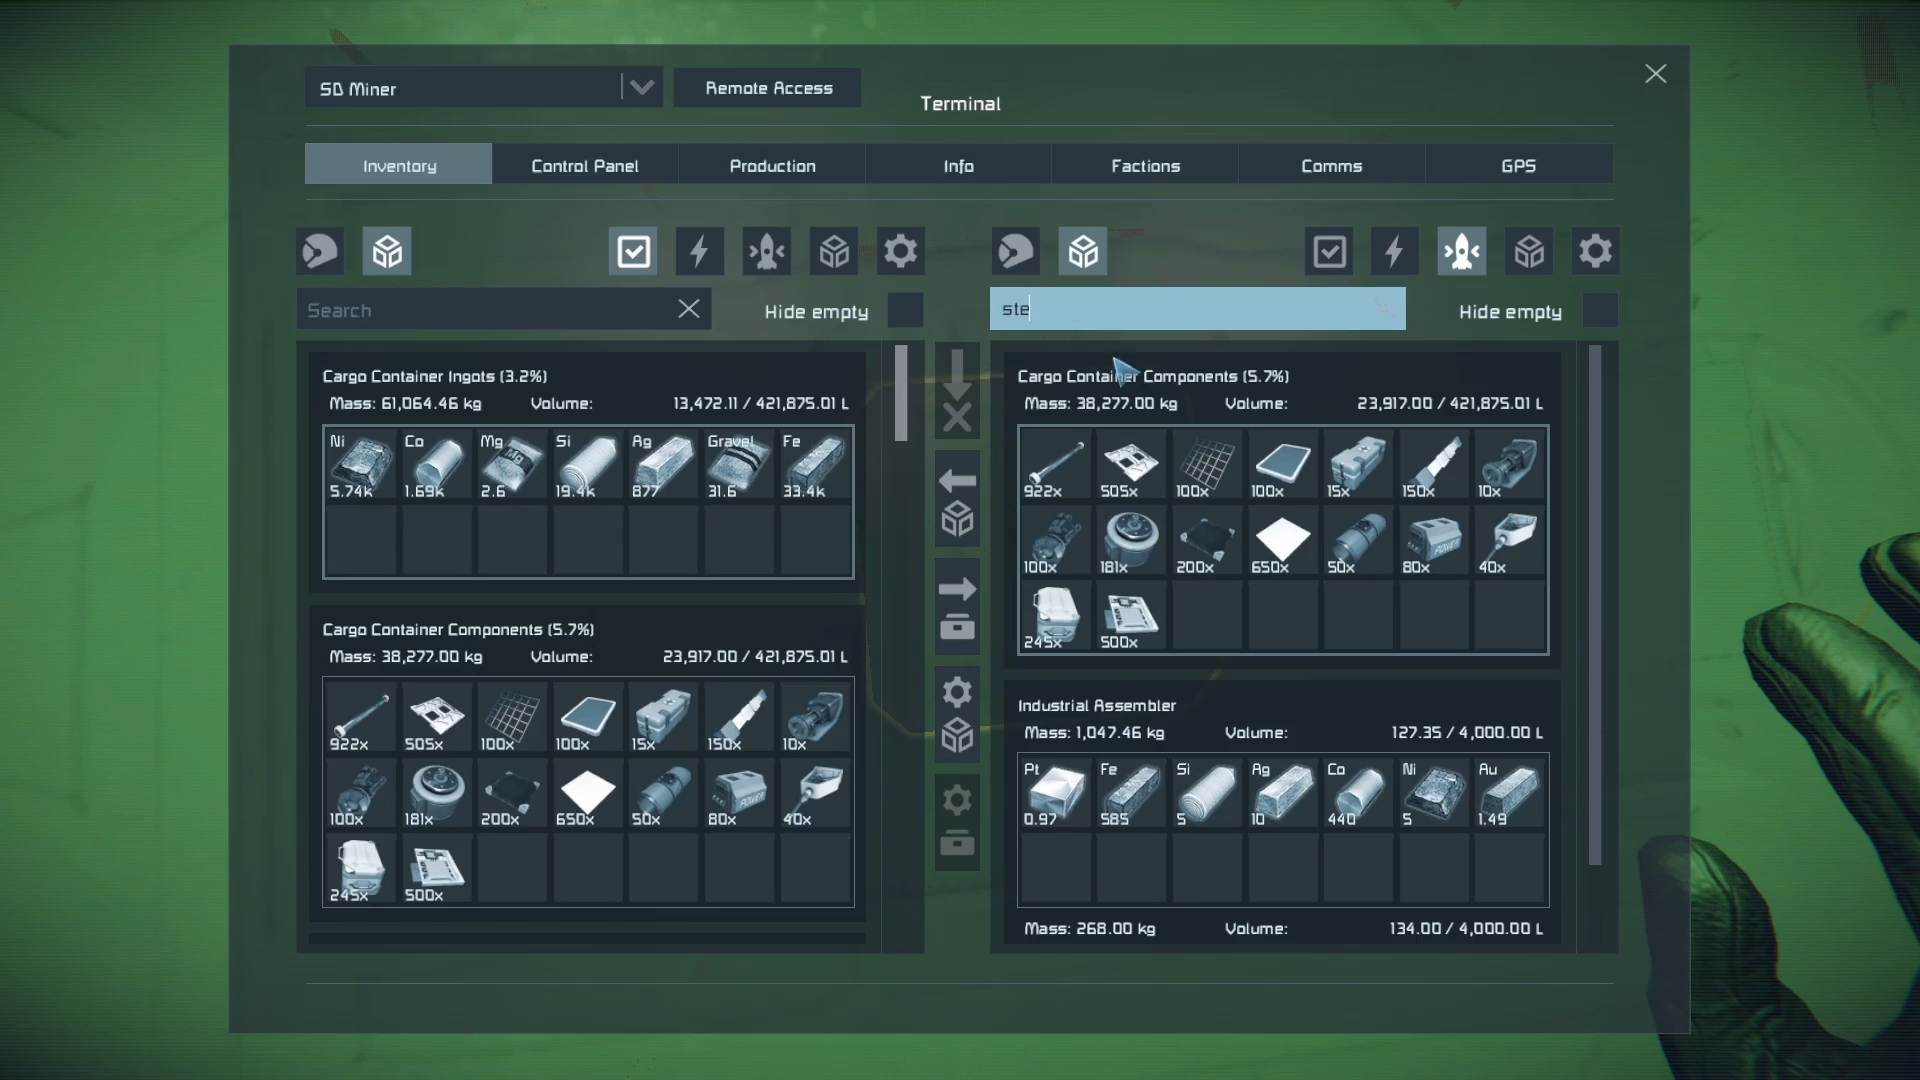 SD Miner
Remote Access
Terminal
Inventory
Control Panel
Production
Info
Factions
Comms
GPS
Search
Hide empty
ste
Hide empty
Cargo Container Ingots (3.2%)
Mass: 61,064.46 kg Volume: 13,472.11 / 421,875.01 L
Ni Co Mg Si Ag Gravel Fe
Mg
5.74k 1.69k 2.6 19.4k 877 31.6 33.4k
Cargo Container Components (5.7%)
Mass: 38,277.00 kg Volume: 23,917.00 / 421,875.01 L
922x 505x 100x 100x 15x 150x 10x
POWER
100x 181x 200x 650x 50x 80x 40x
245x 500x
Cargo Container Components (5.7%)
Mass: 38,277.00 kg Volume: 23,917.00 / 421,875.01 L
922x 505x 100x 100x 15x 150x 10x
POWER
100x 181x 200x 650x 50x 80x 40x
245x 500x
Industrial Assembler
Mass: 1,047.46 kg Volume: 127.35 / 4,000.00 L
Pt Fe Si Ag Co Ni Au
0.97 585 5 10 440 5 1.49
Mass: 268.00 kg Volume: 134.00 / 4,000.00 L